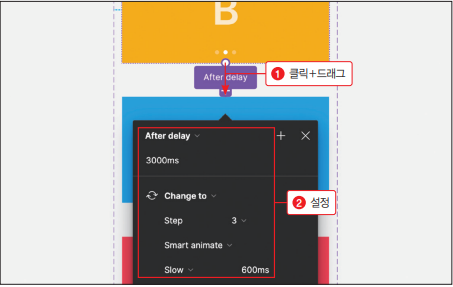 B
After delay
1 클릭+드래그
After delay
3000ms
Change to
2 설정
Step 3
Smart animate
Slow 600ms